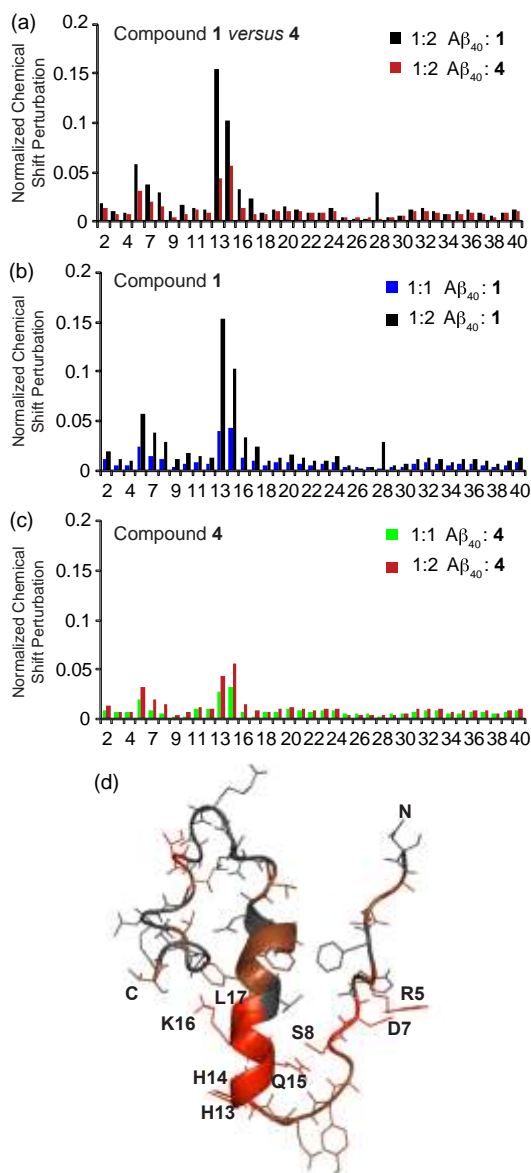 (a)
Compound 1 versus 4
1:2 Aβ40: 1
1:2 Aβ40: 4
Normalized Chemical
Shift Perturbation
0.2
0.15
0.1
0.05
0
2 4 7 9 11 13 16 18 20 22 24 26 28 30 32 34 36 38 40
(b)
Compound 1
1:1 Aβ40: 1
1:2 Aβ40: 1
Normalized Chemical
Shift Perturbation
0.2
0.15
0.1
0.05
0
2 4 7 9 11 13 16 18 20 22 24 26 28 30 32 34 36 38 40
(c)
Compound 4
1:1 Aβ40: 4
1:2 Aβ40: 4
Normalized Chemical
Shift Perturbation
0.2
0.15
0.1
0.05
0
2 4 7 9 11 13 16 18 20 22 24 26 28 30 32 34 36 38 40
(d)
N
C
L17
R5
K16
S8
D7
H14
Q15
H13